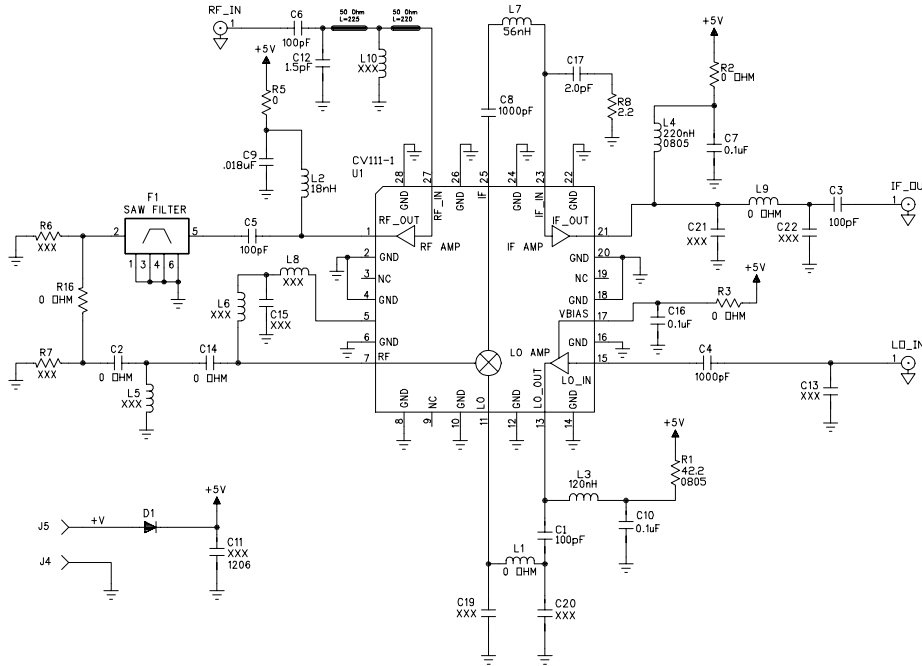 RF_IN
1
C6
100pF
50 Ohm
L=225
50 Ohm
L=220
C12
1.5pF
L10
XXX
+5V
R5
0
C9
.018uF
L2
18nH
L7
56nH
C8
1000pF
C17
2.0pF
R8
2.2
+5V
R2
0 OHM
L4
220nH
0805
C7
0.1uF
CV111-1
U1
28
27
26
25
24
23
22
GND
RF_IN
GND
IF
GND
IF_IN
GND
F1
SAW FILTER
2
5
1
3
4
6
R6
XXX
C5
100pF
1
RF_OUT
RF AMP
IF_OUT
IF AMP
21
C21
XXX
L9
0 OHM
C22
XXX
C3
100pF
IF_OU
1
2
GND
3
NC
4
GND
5
6
GND
7
RF
20
GND
19
NC
18
GND
17
VBIAS
16
GND
15
LO AMP
LO_IN
L8
XXX
L6
XXX
C15
XXX
R16
0 OHM
R7
XXX
C2
0 OHM
L5
XXX
C14
0 OHM
C16
0.1uF
R3
0 OHM
+5V
C4
1000pF
C13
XXX
LO_IN
1
GND
NC
GND
LO
GND
LO_OUT
GND
8
9
10
11
12
13
14
+5V
R1
42.2
0805
L3
120nH
C10
0.1uF
C1
100pF
L1
0 OHM
C19
XXX
C20
XXX
J5
+V
D1
+5V
C11
XXX
1206
J4